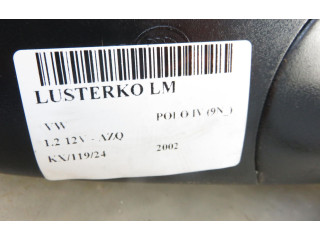 LUSTERKO LM
VW POLO IV (9N_)
1.2 12V - AZQ
KX/119/24 2002